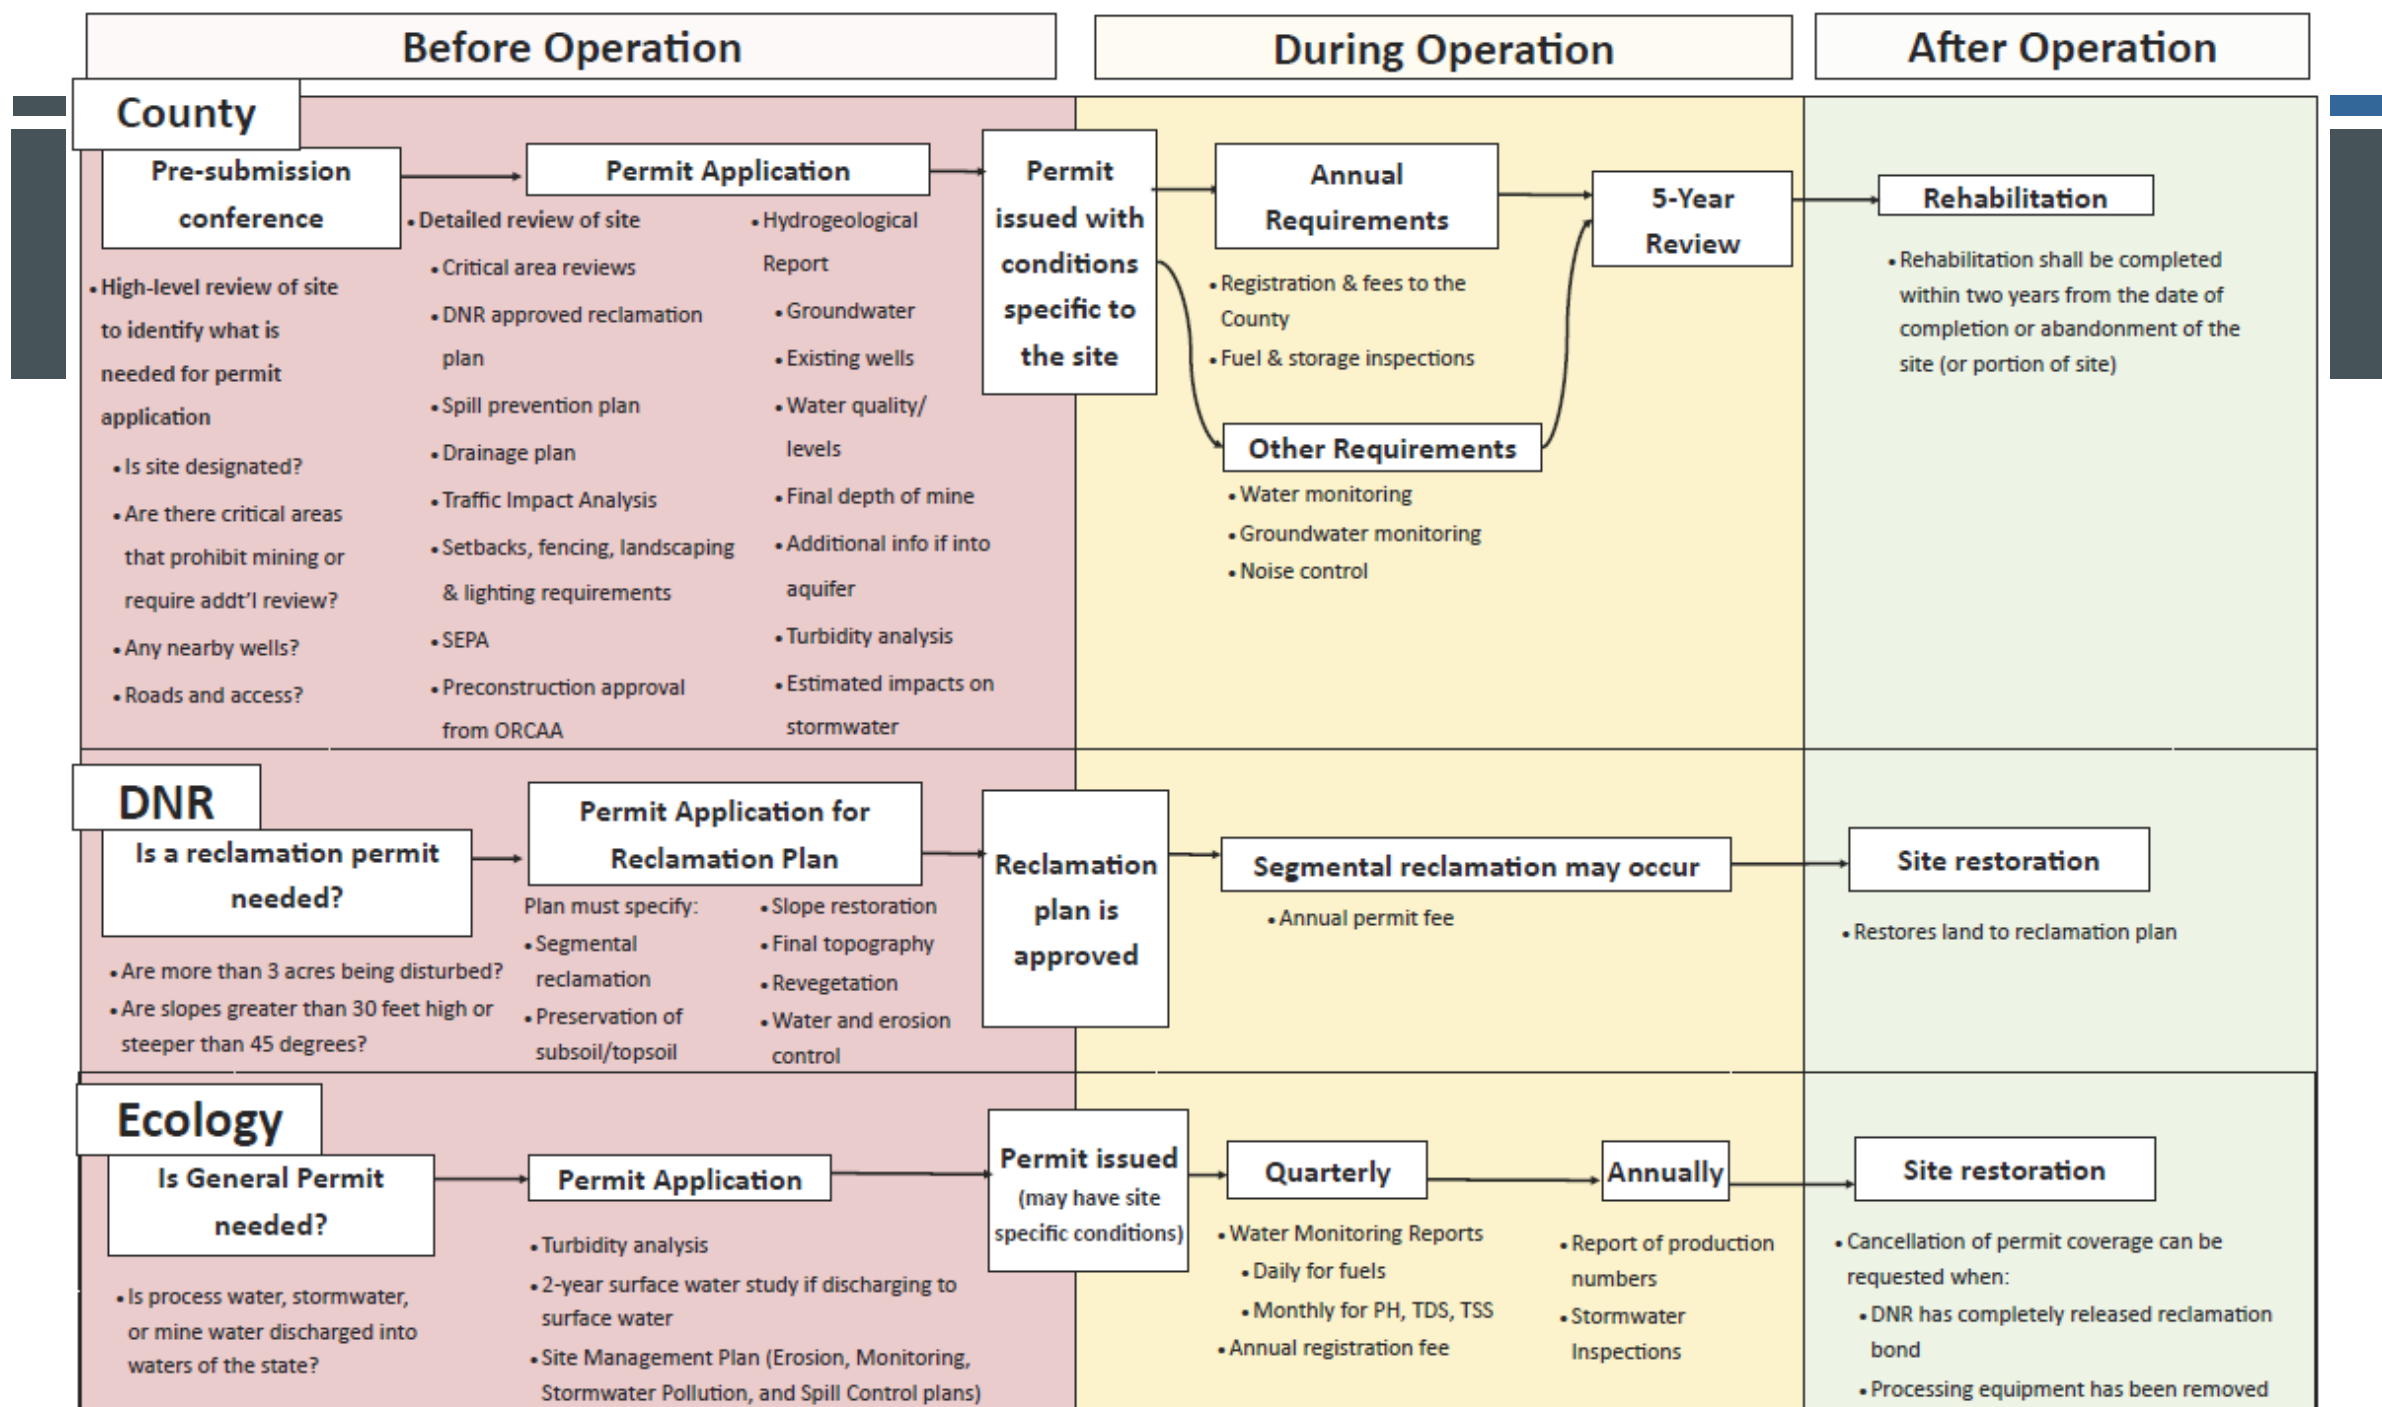 Before Operation
During Operation
After Operation
County
Pre-submission
conference
• High-level review of site
to identify what is
needed for permit
application
• Is site designated?
• Are there critical areas
that prohibit mining or
require addt'l review?
• Any nearby wells?
• Roads and access?
Permit Application
• Detailed review of site
• Critical area reviews
• DNR approved reclamation
plan
• Spill prevention plan
• Drainage plan
• Traffic Impact Analysis
• Setbacks, fencing, landscaping
& lighting requirements
• SEPA
• Preconstruction approval
from ORCAA
• Hydrogeological
Report
• Groundwater
• Existing wells
• Water quality/
levels
• Final depth of mine
• Additional info if into
aquifer
• Turbidity analysis
• Estimated impacts on
stormwater
Permit
issued with
conditions
specific to
the site
Annual
Requirements
• Registration & fees to the
County
• Fuel & storage inspections
Other Requirements
• Water monitoring
• Groundwater monitoring
• Noise control
5-Year
Review
Rehabilitation
• Rehabilitation shall be completed
within two years from the date of
completion or abandonment of the
site (or portion of site)
DNR
Is a reclamation permit
needed?
• Are more than 3 acres being disturbed?
• Are slopes greater than 30 feet high or
steeper than 45 degrees?
Permit Application for
Reclamation Plan
Plan must specify:
• Segmental
reclamation
• Preservation of
subsoil/topsoil
• Slope restoration
• Final topography
• Revegetation
• Water and erosion
control
Reclamation
plan is
approved
Segmental reclamation may occur
• Annual permit fee
Site restoration
• Restores land to reclamation plan
Ecology
Is General Permit
needed?
• Is process water, stormwater,
or mine water discharged into
waters of the state?
Permit Application
• Turbidity analysis
• 2-year surface water study if discharging to
surface water
• Site Management Plan (Erosion, Monitoring,
Stormwater Pollution, and Spill Control plans)
Permit issued
(may have site
specific conditions)
Quarterly
• Water Monitoring Reports
• Daily for fuels
• Monthly for PH, TDS, TSS
• Annual registration fee
Annually
• Report of production
numbers
• Stormwater
Inspections
Site restoration
• Cancellation of permit coverage can be
requested when:
• DNR has completely released reclamation
bond
• Processing equipment has been removed